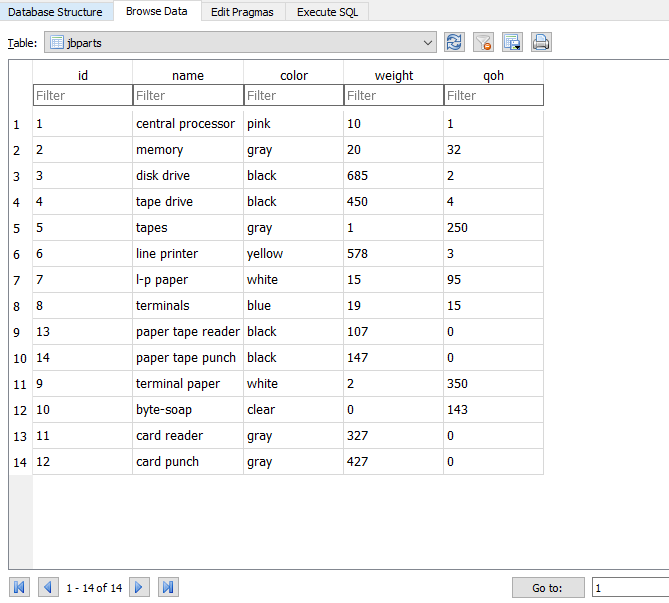 Database Structure Browse Data Edit Pragmas Execute SQL
Table: jbparts
id name color weight qoh
Filter Filter Filter Filter Filter
1 1 central processor pink 10 1
2 2 memory gray 20 32
3 3 disk drive black 685 2
4 4 tape drive black 450 4
5 5 tapes gray 1 250
6 6 line printer yellow 578 3
7 7 l-p paper white 15 95
8 8 terminals blue 19 15
9 13 paper tape reader black 107 0
10 14 paper tape punch black 147 0
11 9 terminal paper white 2 350
12 10 byte-soap clear 0 143
13 11 card reader gray 327 0
14 12 card punch gray 427 0
1 - 14 of 14 Go to: 1